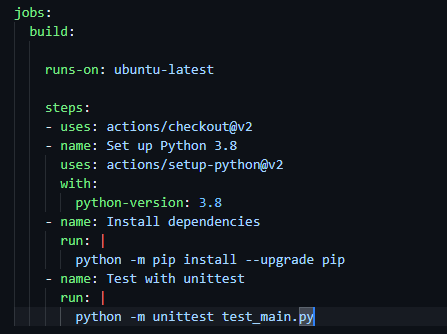 jobs:
  build:
    runs-on: ubuntu-latest
    steps:
    - uses: actions/checkout@v2
    - name: Set up Python 3.8
      uses: actions/setup-python@v2
      with:
        python-version: 3.8
    - name: Install dependencies
      run: |
        python -m pip install --upgrade pip
    - name: Test with unittest
      run: |
        python -m unittest test_main.py